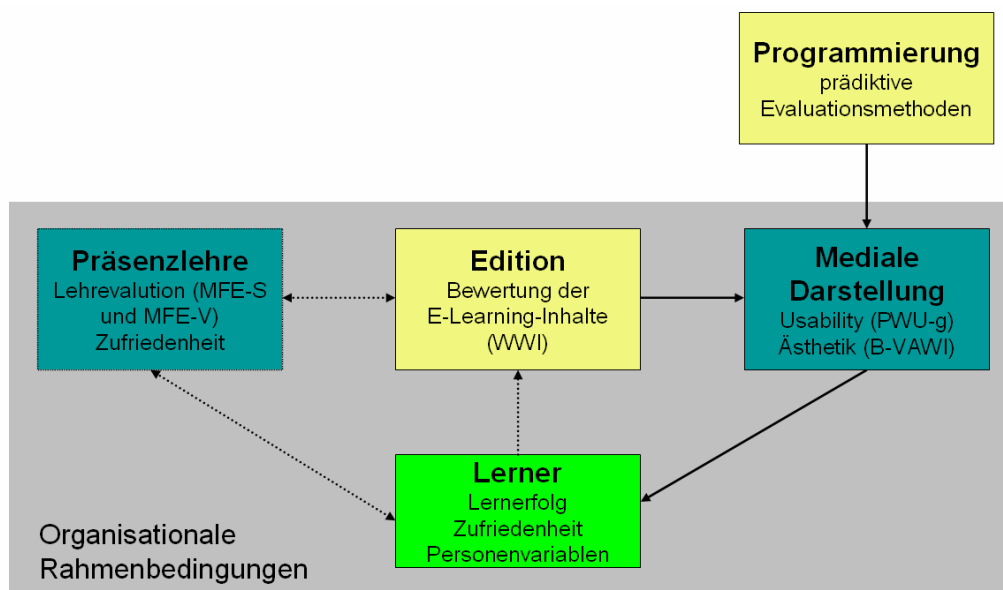 Programmierung
prädiktive
Evaluationsmethoden
Präsenzlehre
Lehrevalution (MFE-S
und MFE-V)
Zufriedenheit
Edition
Bewertung der
E-Learning-Inhalte
(WWI)
Mediale
Darstellung
Usability (PWU-g)
Ästhetik (B-VAWI)
Lerner
Lernerfolg
Zufriedenheit
Personenvariablen
Organisationale
Rahmenbedingungen